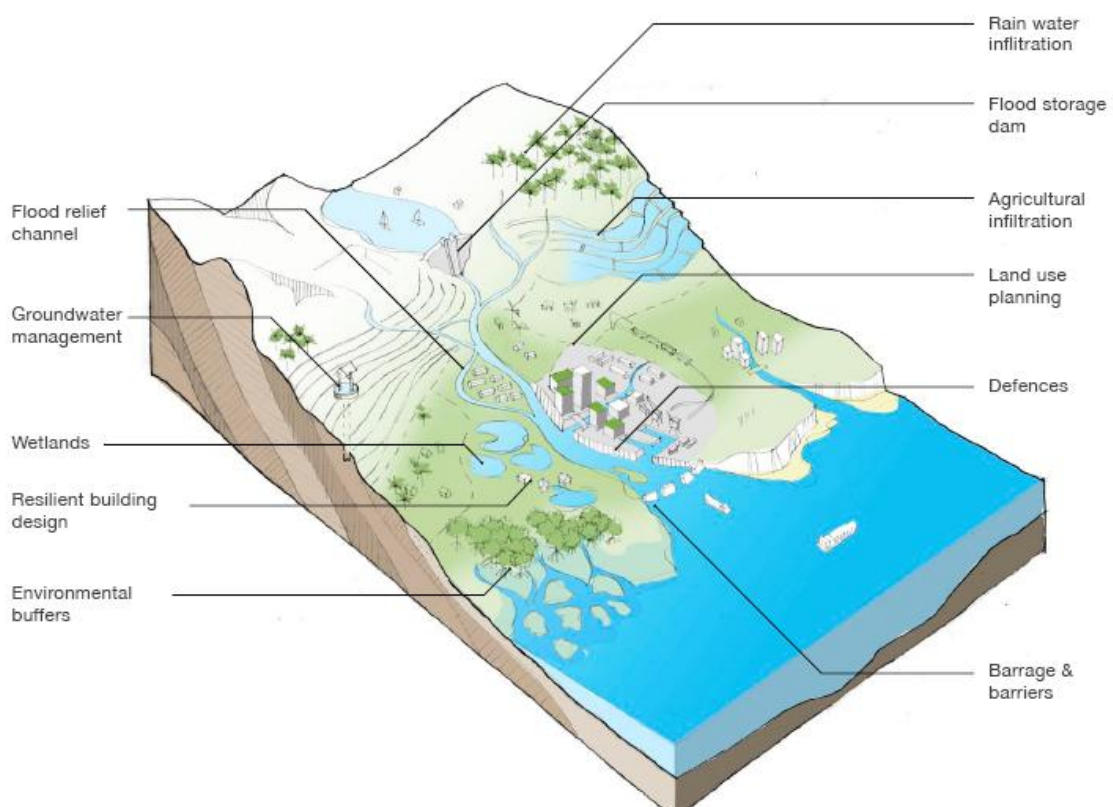 Rain water
inflitration
Flood storage
dam
Flood relief
channel
Agricultural
infiltration
Land use
planning
Groundwater
management
Defences
Wetlands
Resilient building
design
Environmental
buffers
Barrage &
barriers